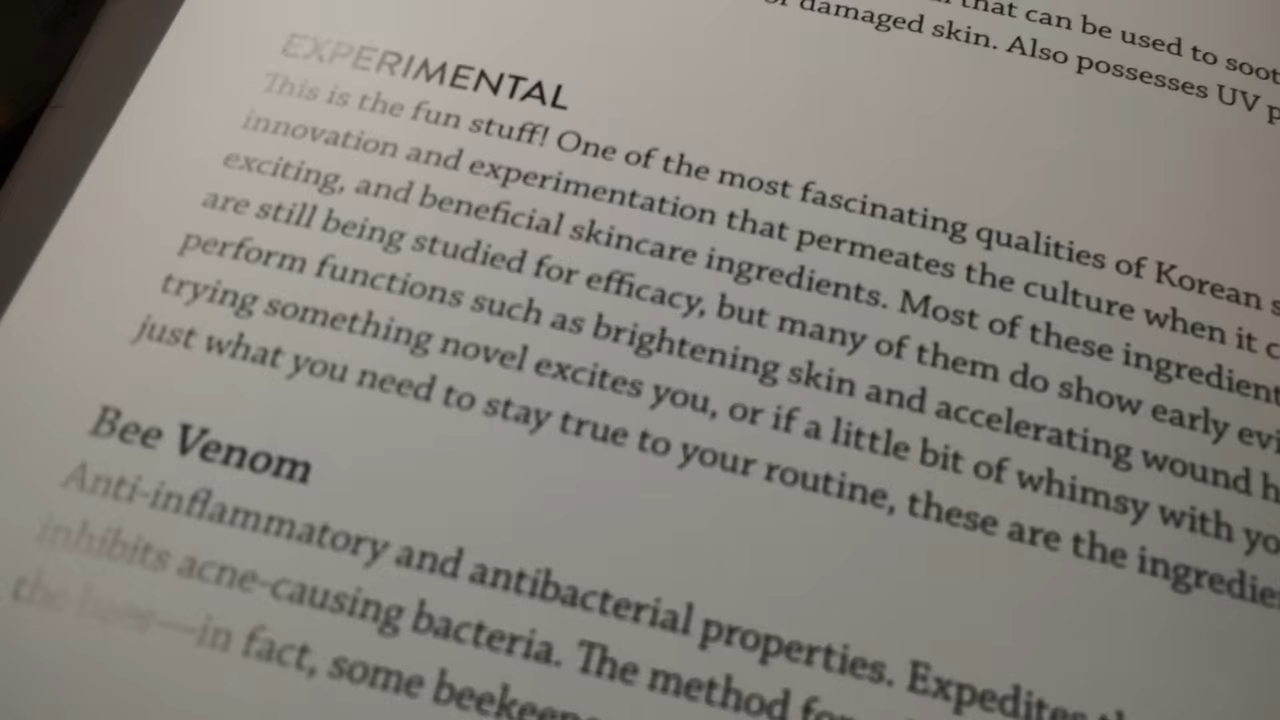 that can be used to
damaged skin. Also possesses UV
EXPERIMENTAL
This is the fun stuff! One of the most fascinating qualities of Korean
innovation and experimentation that permeates the culture when it
exciting, and beneficial skincare ingredients. Most of these
are still being studied for efficacy, but many of them do show early
perform functions such as brightening skin and accelerating wound
trying something novel excites you, or if a little bit of whimsy with
just what you need to stay true to your routine, these are the
Bee Venom
Anti-inflammatory and antibacterial properties. Expedites
inhibits acne-causing bacteria. The method
the bees—in fact, some